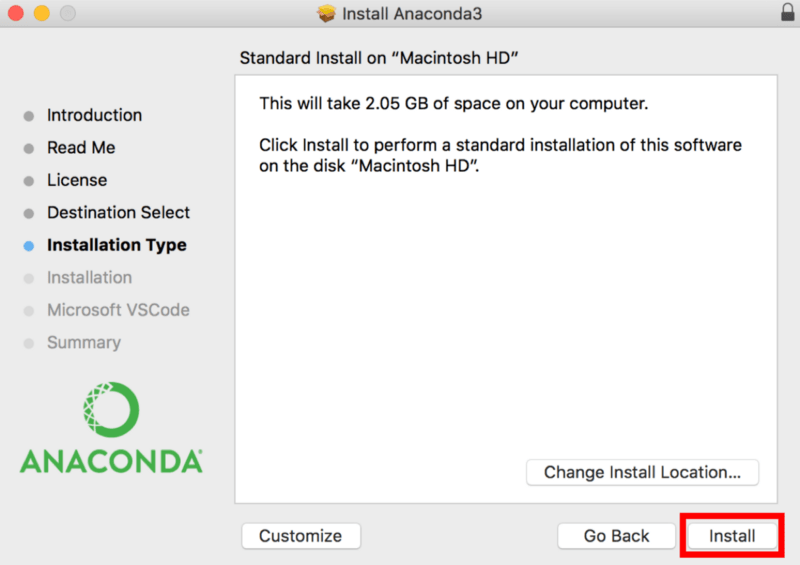 Install Anaconda3
Standard Install on “Macintosh HD”
This will take 2.05 GB of space on your computer.
Click Install to perform a standard installation of this software
on the disk “Macintosh HD”.
Introduction
Read Me
License
Destination Select
Installation Type
Installation
Microsoft VSCode
Summary
ANACONDA
Change Install Location...
Customize
Go Back
Install